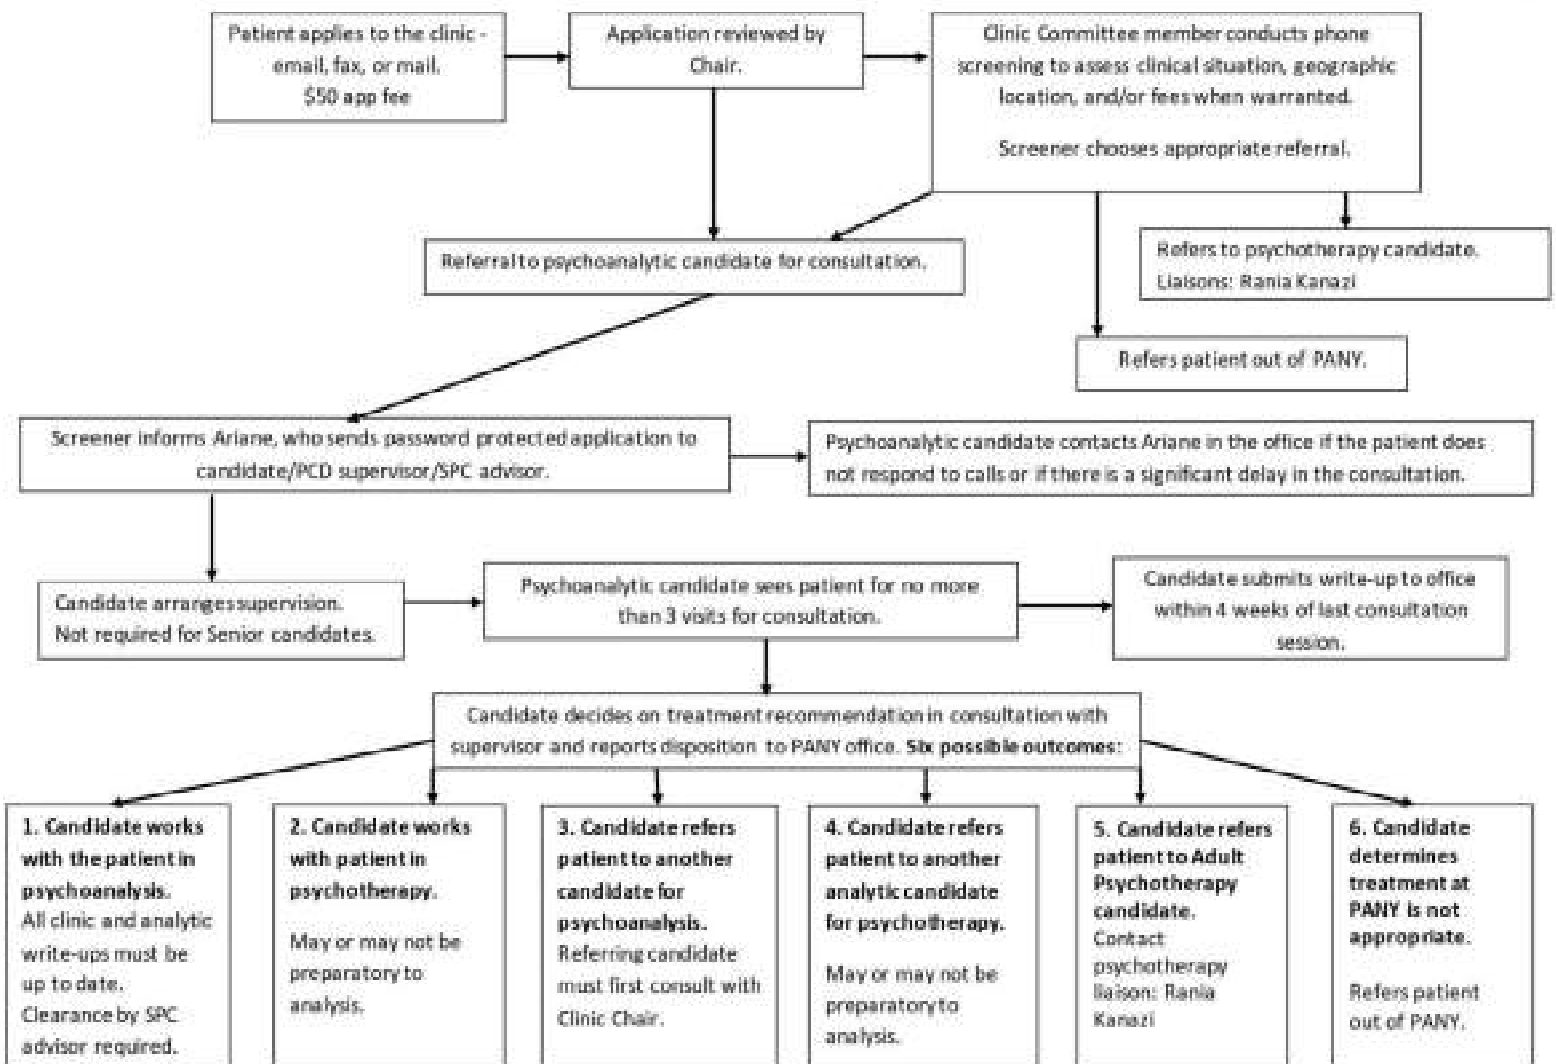 Patient applies to the clinic -
email, fax, or mail.
$50 app fee
Application reviewed by
Chair.
Clinic Committee member conducts phone
screening to assess clinical situation, geographic
location, and/or fees when warranted.
Screener chooses appropriate referral.
Referral to psychoanalytic candidate for consultation.
Refers to psychotherapy candidate.
Liaisons: Rania Kanazi
Refers patient out of PANY.
Screener informs Ariane, who sends password protected application to
candidate/PCD supervisor/SPC advisor.
Psychoanalytic candidate contacts Ariane in the office if the patient does
not respond to calls or if there is a significant delay in the consultation.
Candidate arranges supervision.
Not required for Senior candidates.
Psychoanalytic candidate sees patient for no more
than 3 visits for consultation.
Candidate submits write-up to office
within 4 weeks of last consultation
session.
Candidate decides on treatment recommendation in consultation with
supervisor and reports disposition to PANY office. Six possible outcomes:
1. Candidate works
with the patient in
psychoanalysis.
All clinic and analytic
write-ups must be
up to date.
Clearance by SPC
advisor required.
2. Candidate works
with patient in
psychotherapy.
May or may not be
preparatory to
analysis.
3. Candidate refers
patient to another
candidate for
psychoanalysis.
Referring candidate
must first consult with
Clinic Chair.
4. Candidate refers
patient to another
analytic candidate
for psychotherapy.
May or may not be
preparatory to
analysis.
5. Candidate refers
patient to Adult
Psychotherapy
candidate.
Contact
psychotherapy
liaison: Rania
Kanazi
6. Candidate
determines
treatment at
PANY is not
appropriate.
Refers patient
out of PANY.